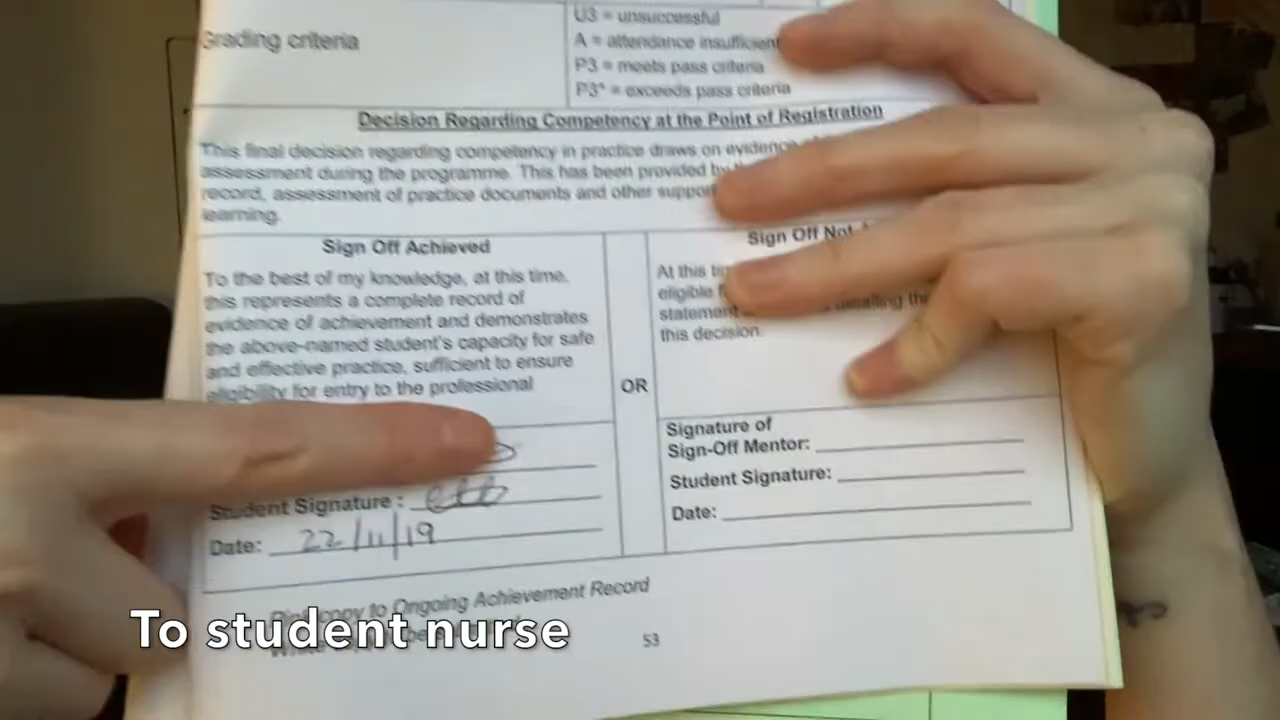 Grading criteria
U3 = unsuccessful
A = attendance insufficient
P3 = meets pass criteria
P3* = exceeds pass criteria
Decision Regarding Competency at the Point of Registration
This final decision regarding competency in practice draws on evidence
assessment during the programme. This has been provided by
record, assessment of practice documents and other
learning.
Sign Off Achieved
To the best of my knowledge, at this time,
this represents a complete record of
evidence of achievement and demonstrates
the above-named student's capacity for safe
and effective practice, sufficient to ensure
eligibility for entry to the professional
Student Signature :
Date: 22/11/19
OR
Sign Off Not
At this
eligible
statement detailing the
this decision.
Signature of
Sign-Off Mentor:
Student Signature:
Date:
copy to Ongoing Achievement Record
53
To student nurse